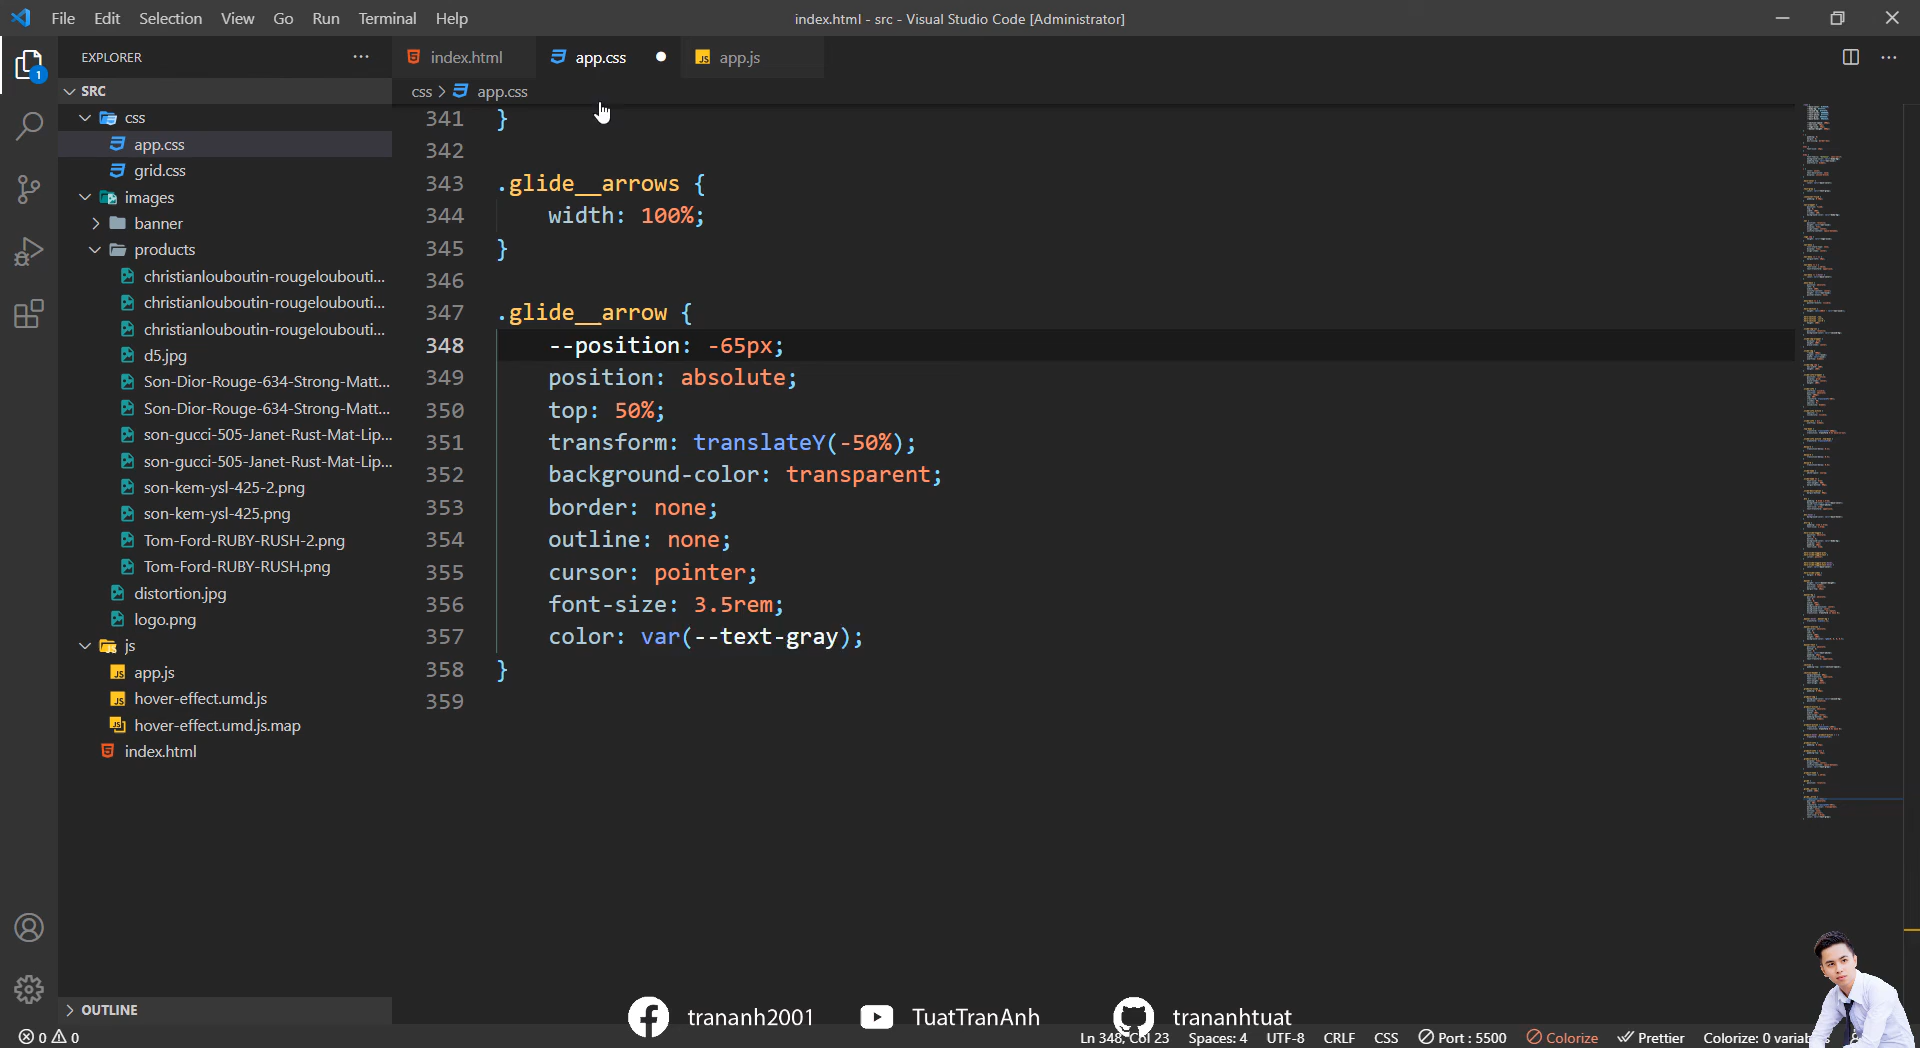 File Edit Selection View Go Run Terminal Help
index.html - src - Visual Studio Code [Administrator]
EXPLORER
index.html
app.css
app.js
SRC
css > app.css
css
app.css
grid.css
images
banner
products
christianlouboutin-rougeloubouti...
christianlouboutin-rougeloubouti...
christianlouboutin-rougeloubouti...
d5.jpg
Son-Dior-Rouge-634-Strong-Matt...
Son-Dior-Rouge-634-Strong-Matt...
son-gucci-505-Janet-Rust-Mat-Lip...
son-gucci-505-Janet-Rust-Mat-Lip...
son-kem-ysl-425-2.png
son-kem-ysl-425.png
Tom-Ford-RUBY-RUSH-2.png
Tom-Ford-RUBY-RUSH.png
distortion.jpg
logo.png
js
app.js
hover-effect.umd.js
hover-effect.umd.js.map
index.html
OUTLINE
341 }
342
343 .glide__arrows {
344 width: 100%;
345 }
346
347 .glide__arrow {
348 --position: -65px;
349 position: absolute;
350 top: 50%;
351 transform: translateY(-50%);
352 background-color: transparent;
353 border: none;
354 outline: none;
355 cursor: pointer;
356 font-size: 3.5rem;
357 color: var(--text-gray);
358 }
359
trananh2001 TuatTranAnh trananhtuat
0 0 Ln 348, Col 23 Spaces: 4 UTF-8 CRLF CSS Port : 5500 Colorize Prettier Colorize: 0
1